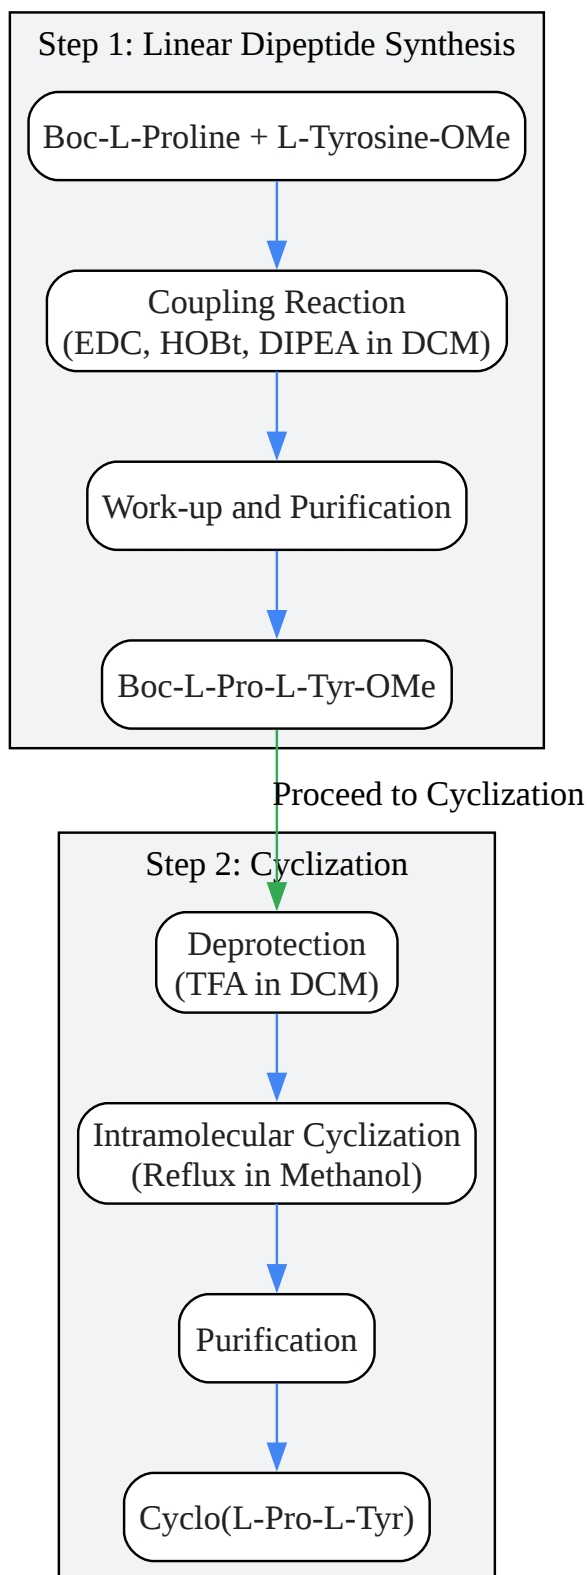 Step 1: Linear Dipeptide Synthesis
Boc-L-Proline + L-Tyrosine-OMe
Coupling Reaction
(EDC, HOBt, DIPEA in DCM)
Work-up and Purification
Boc-L-Pro-L-Tyr-OMe
Proceed to Cyclization
Step 2: Cyclization
Deprotection
(TFA in DCM)
Intramolecular Cyclization
(Reflux in Methanol)
Purification
Cyclo(L-Pro-L-Tyr)